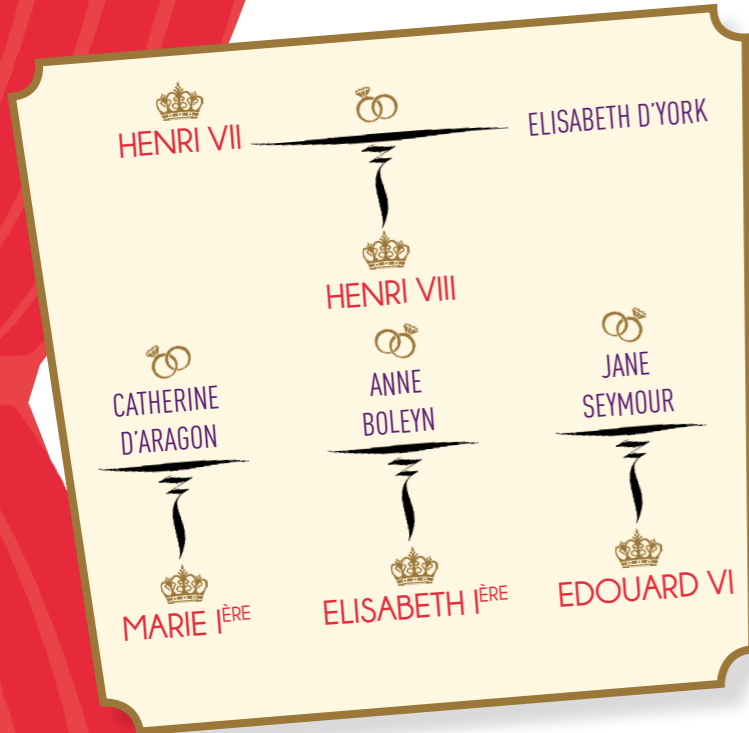 HENRI VII
ELISABETH D'YORK
HENRI VIII
CATHERINE
D'ARAGON
ANNE
BOLEYN
JANE
SEYMOUR
MARIE IÈRE
ELISABETH IÈRE
EDOUARD VI